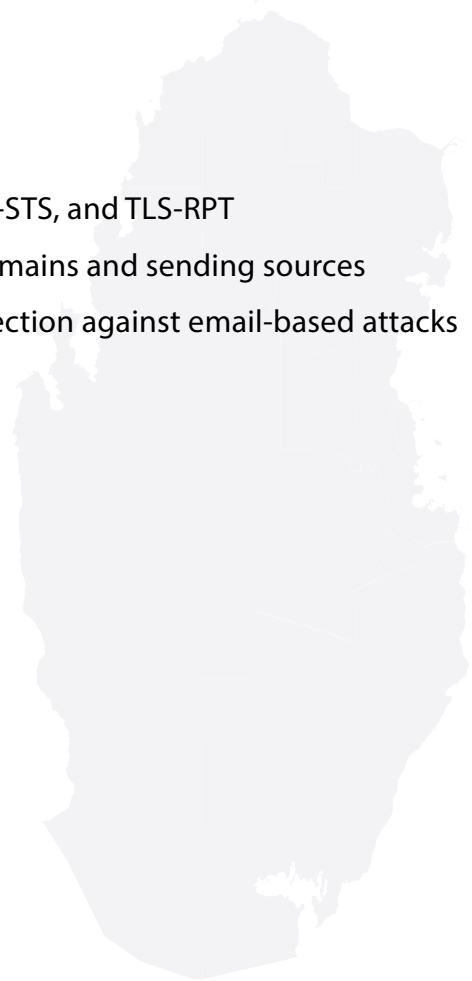 -STS, and TLS-RPT
mains and sending sources
ection against email-based attacks